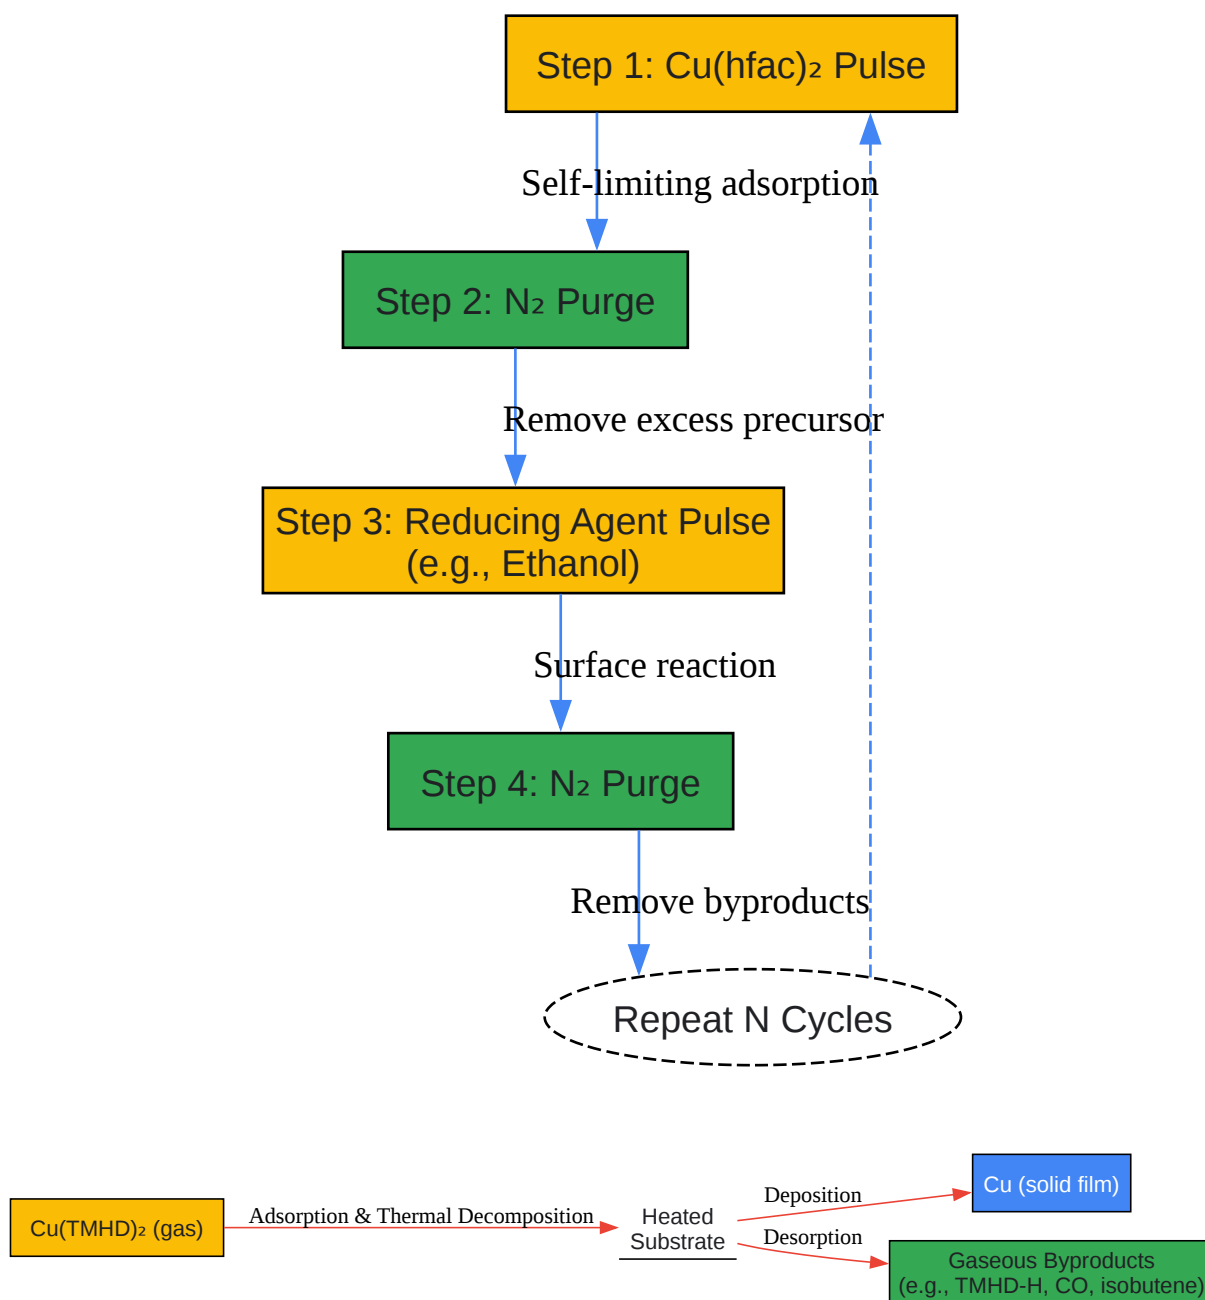 Step 1: Cu(hfac)₂ Pulse
Self-limiting adsorption
Step 2: N₂ Purge
Remove excess precursor
Step 3: Reducing Agent Pulse
(e.g., Ethanol)
Surface reaction
Step 4: N₂ Purge
Remove byproducts
Repeat N Cycles
Cu(TMHD)₂ (gas)
Adsorption & Thermal Decomposition
Heated
Substrate
Deposition
Desorption
Cu (solid film)
Gaseous Byproducts
(e.g., TMHD-H, CO, isobutene)